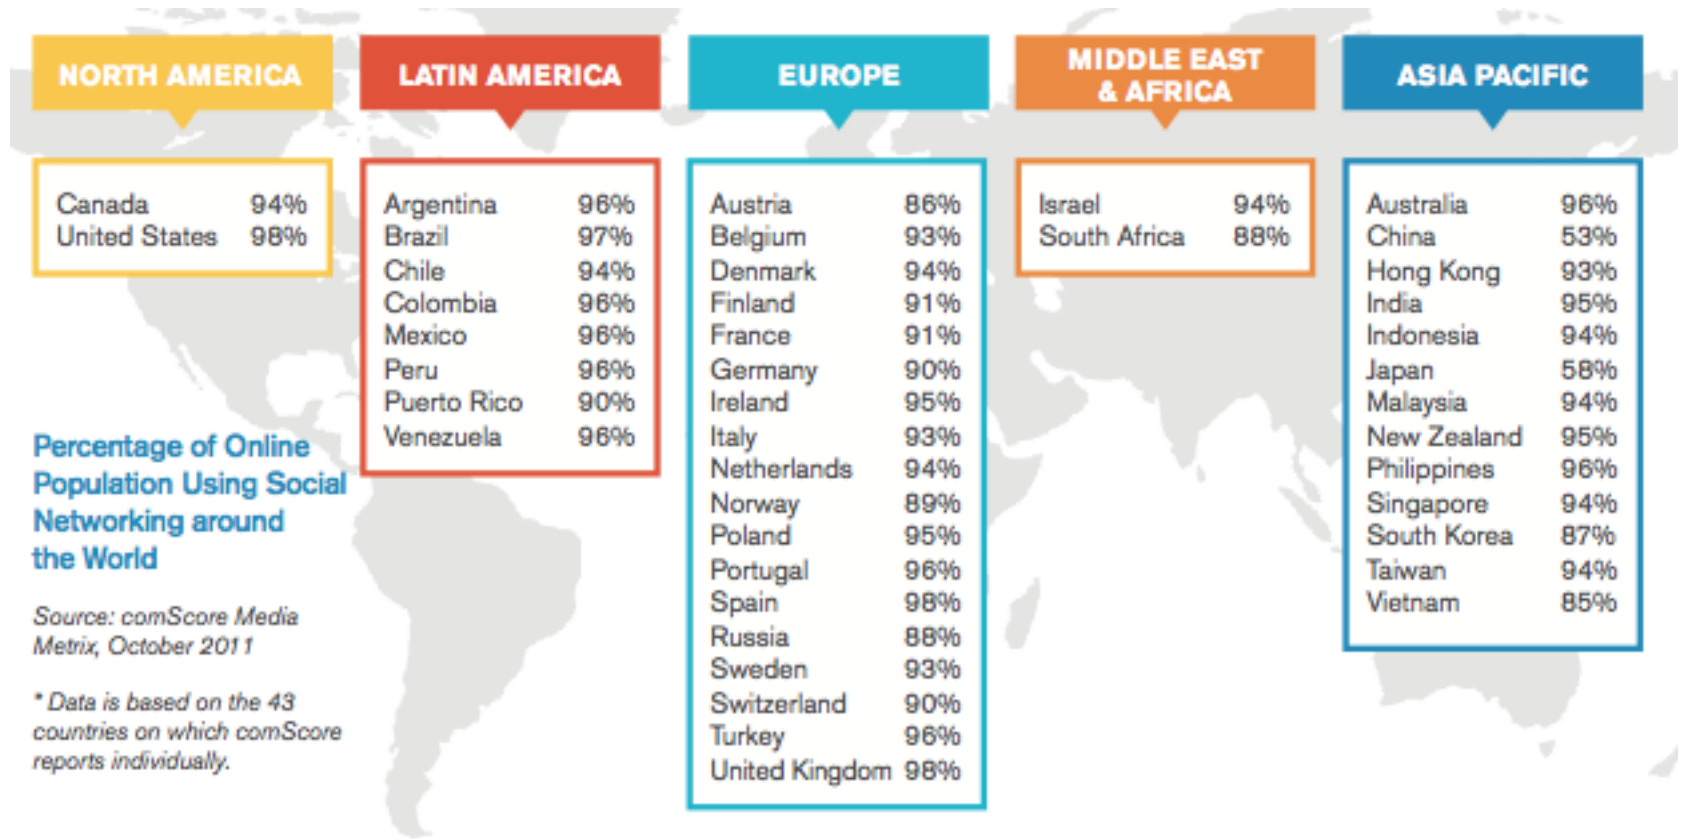 NORTH AMERICA
Canada 94%
United States 98%
LATIN AMERICA
Argentina 96%
Brazil 97%
Chile 94%
Colombia 96%
Mexico 96%
Peru 96%
Puerto Rico 90%
Venezuela 96%
EUROPE
Austria 86%
Belgium 93%
Denmark 94%
Finland 91%
France 91%
Germany 90%
Ireland 95%
Italy 93%
Netherlands 94%
Norway 89%
Poland 95%
Portugal 96%
Spain 98%
Russia 88%
Sweden 93%
Switzerland 90%
Turkey 96%
United Kingdom 98%
MIDDLE EAST
& AFRICA
Israel 94%
South Africa 88%
ASIA PACIFIC
Australia 96%
China 53%
Hong Kong 93%
India 95%
Indonesia 94%
Japan 58%
Malaysia 94%
New Zealand 95%
Philippines 96%
Singapore 94%
South Korea 87%
Taiwan 94%
Vietnam 85%
Percentage of Online
Population Using Social
Networking around
the World
Source: comScore Media
Metrix, October 2011
* Data is based on the 43
countries on which comScore
reports individually.